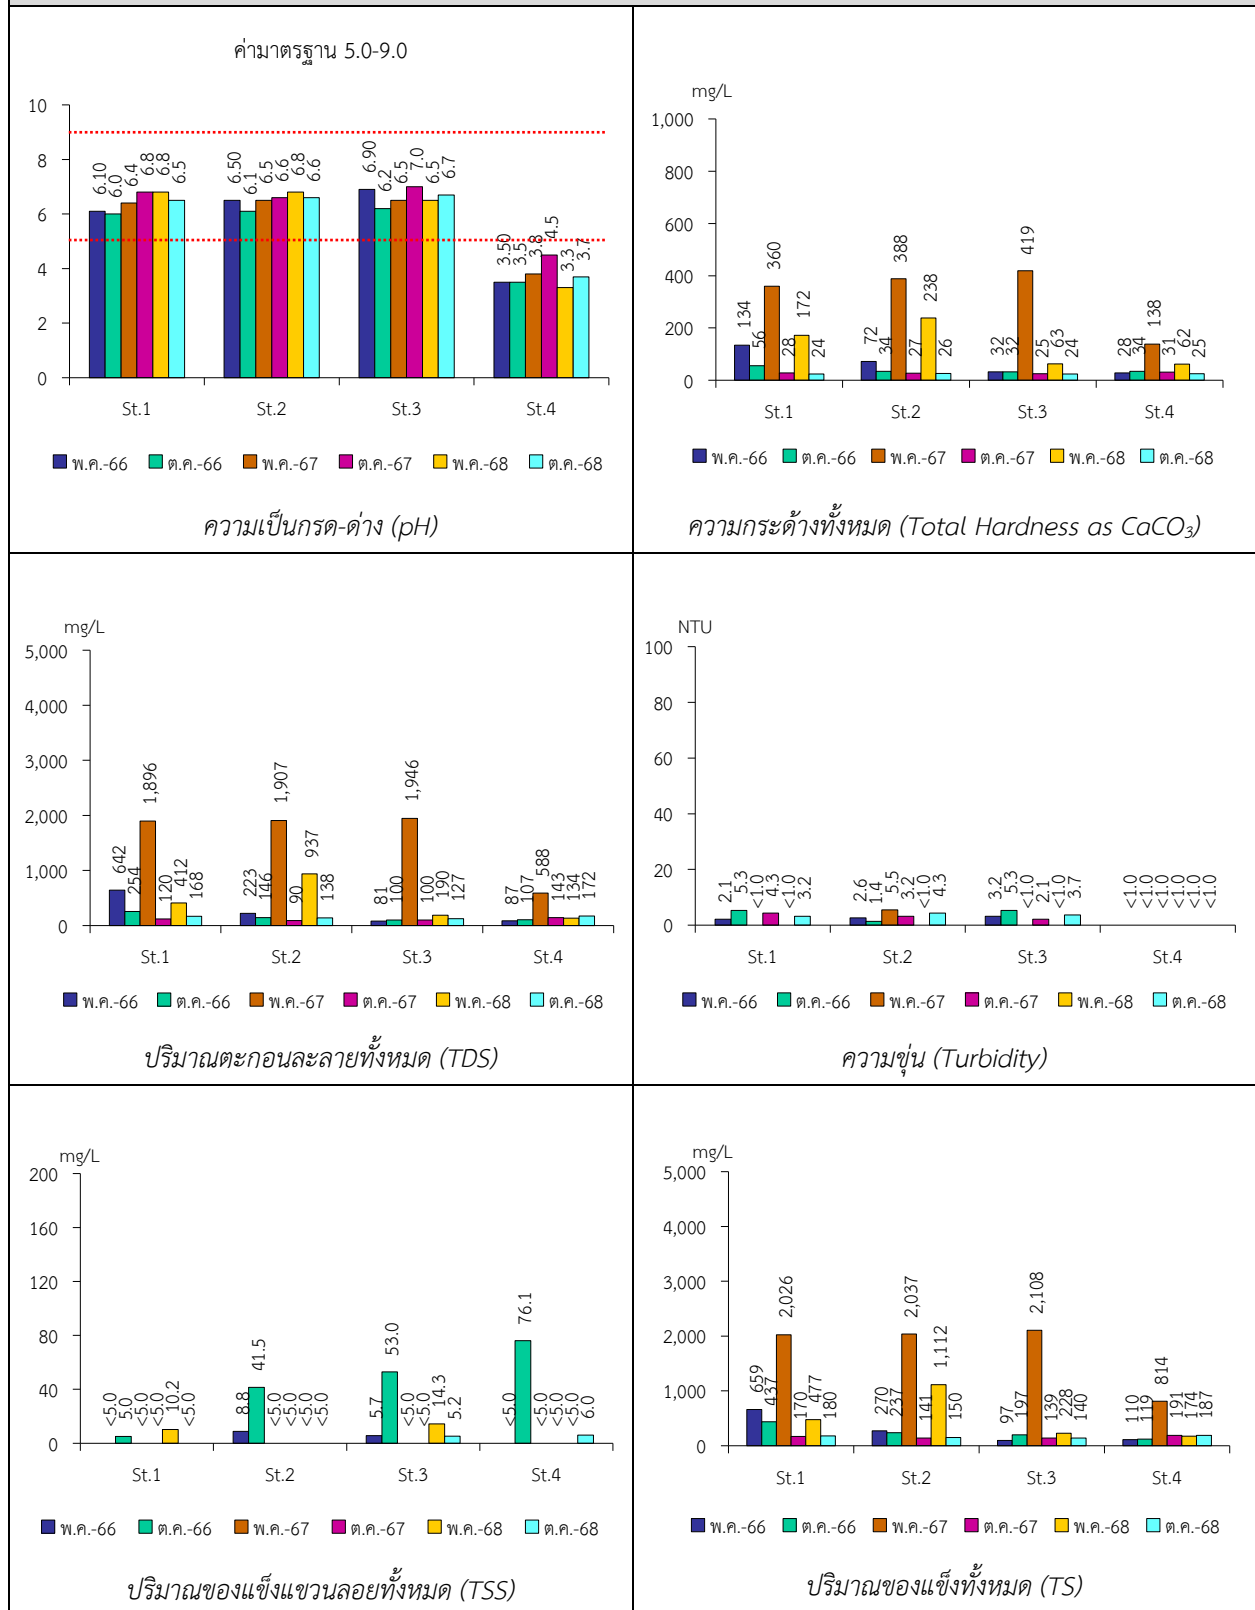 ค่ามาตรฐาน 5.0-9.0
10
8
6
4
2
0
6.10 6.0 6.4 6.8 6.8 6.5
6.50 6.1 6.5 6.6 6.8 6.6
6.90 6.2 6.5 7.0 6.5 6.7
3.50 3.5 3.8 4.5 3.3 3.7
St.1 St.2 St.3 St.4
พ.ค.-66 ต.ค.-66 พ.ค.-67 ต.ค.-67 พ.ค.-68 ต.ค.-68
ความเป็นกรด-ด่าง (pH)
mg/L
1,000
800
600
400
200
0
134 56 360 28 172 24
72 34 388 27 238 26
32 32 419 25 63 24
28 34 138 31 62 25
St.1 St.2 St.3 St.4
พ.ค.-66 ต.ค.-66 พ.ค.-67 ต.ค.-67 พ.ค.-68 ต.ค.-68
ความกระด้างทั้งหมด (Total Hardness as CaCO₃)
mg/L
5,000
4,000
3,000
2,000
1,000
0
642 254 1,896 120 412 168
223 146 1,907 90 937 138
81 100 1,946 100 190 127
87 107 588 143 134 172
St.1 St.2 St.3 St.4
พ.ค.-66 ต.ค.-66 พ.ค.-67 ต.ค.-67 พ.ค.-68 ต.ค.-68
ปริมาณตะกอนละลายทั้งหมด (TDS)
NTU
100
80
60
40
20
0
2.1 5.3 <1.0 4.3 <1.0 3.2
2.6 1.4 5.5 3.2 <1.0 4.3
3.2 5.3 <1.0 2.1 <1.0 3.7
<1.0 <1.0 <1.0 <1.0 <1.0 <1.0
St.1 St.2 St.3 St.4
พ.ค.-66 ต.ค.-66 พ.ค.-67 ต.ค.-67 พ.ค.-68 ต.ค.-68
ความขุ่น (Turbidity)
mg/L
200
160
120
80
40
0
<5.0 5.0 <5.0 <5.0 10.2 <5.0
8.8 41.5 <5.0 <5.0 <5.0 <5.0
5.7 53.0 <5.0 <5.0 14.3 5.2
<5.0 76.1 <5.0 <5.0 <5.0 6.0
St.1 St.2 St.3 St.4
พ.ค.-66 ต.ค.-66 พ.ค.-67 ต.ค.-67 พ.ค.-68 ต.ค.-68
ปริมาณของแข็งแขวนลอยทั้งหมด (TSS)
mg/L
5,000
4,000
3,000
2,000
1,000
0
659 437 2,026 170 477 180
270 237 2,037 141 1,112 150
97 197 2,108 139 228 140
110 119 814 191 174 187
St.1 St.2 St.3 St.4
พ.ค.-66 ต.ค.-66 พ.ค.-67 ต.ค.-67 พ.ค.-68 ต.ค.-68
ปริมาณของแข็งทั้งหมด (TS)